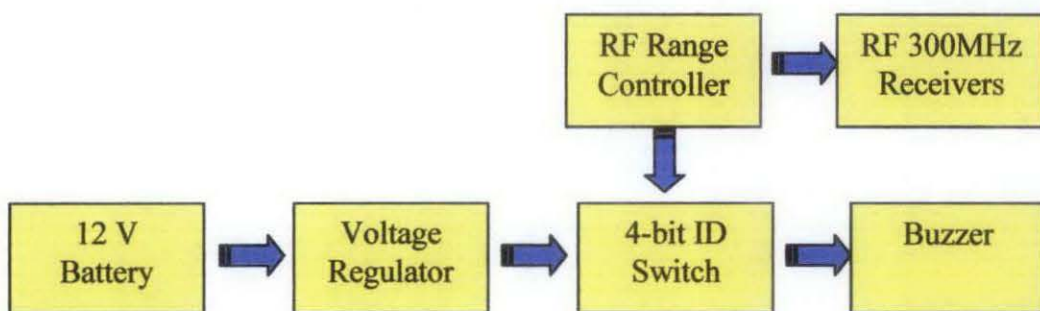 RF Range
Controller
RF 300MHz
Receivers
12 V
Battery
Voltage
Regulator
4-bit ID
Switch
Buzzer